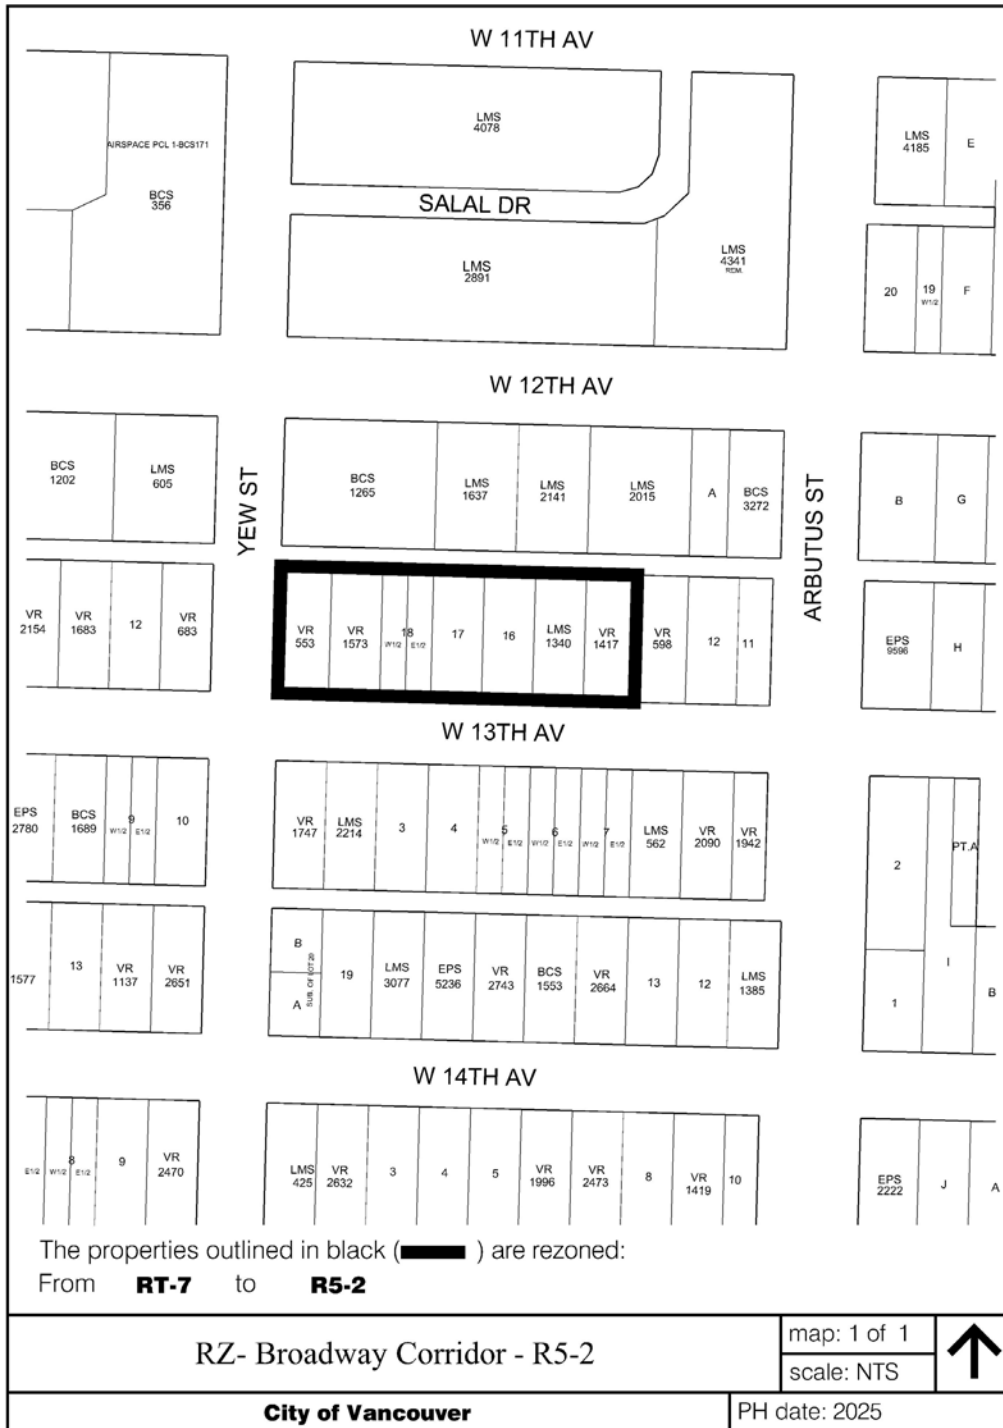 W 11TH AV
LMS
4078
AIRSPACE PCL 1-BCS171
BCS
356
LMS
4185
E
SALAL DR
LMS
2891
LMS
4341
REM.
20
19
W1/2
F
W 12TH AV
BCS
1202
LMS
605
YEW ST
BCS
1265
LMS
1637
LMS
2141
LMS
2015
A
BCS
3272
ARBUTUS ST
B
G
VR
2154
VR
1683
12
VR
683
VR
553
VR
1573
18
W1/2
E1/2
17
16
LMS
1340
VR
1417
VR
598
12
11
EPS
9596
H
W 13TH AV
EPS
2780
BCS
1689
9
W1/2
E1/2
10
VR
1747
LMS
2214
3
4
5
W1/2
E1/2
6
W1/2
E1/2
7
W1/2
E1/2
LMS
562
VR
2090
VR
1942
2
PT.A
1577
13
VR
1137
VR
2651
B
A
SUB. OF LOT 20
19
LMS
3077
EPS
5236
VR
2743
BCS
1553
VR
2664
13
12
LMS
1385
1
I
B
W 14TH AV
E1/2
8
W1/2
E1/2
9
VR
2470
LMS
425
VR
2632
3
4
5
VR
1996
VR
2473
8
VR
1419
10
EPS
2222
J
A
The properties outlined in black ( ) are rezoned:
From RT-7 to R5-2
RZ- Broadway Corridor - R5-2
map: 1 of 1
scale: NTS
City of Vancouver
PH date: 2025